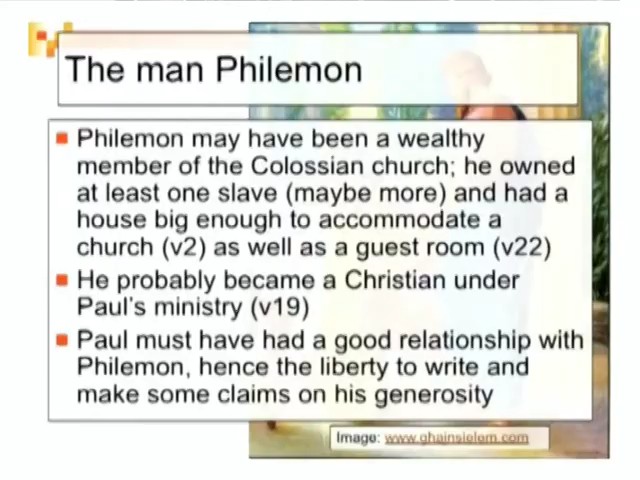 The man Philemon
Philemon may have been a wealthy
member of the Colossian church; he owned
at least one slave (maybe more) and had a
house big enough to accommodate a
church (v2) as well as a guest room (v22)
He probably became a Christian under
Paul's ministry (v19)
Paul must have had a good relationship with
Philemon, hence the liberty to write and
make some claims on his generosity
Image: www.ghajnsielem.com